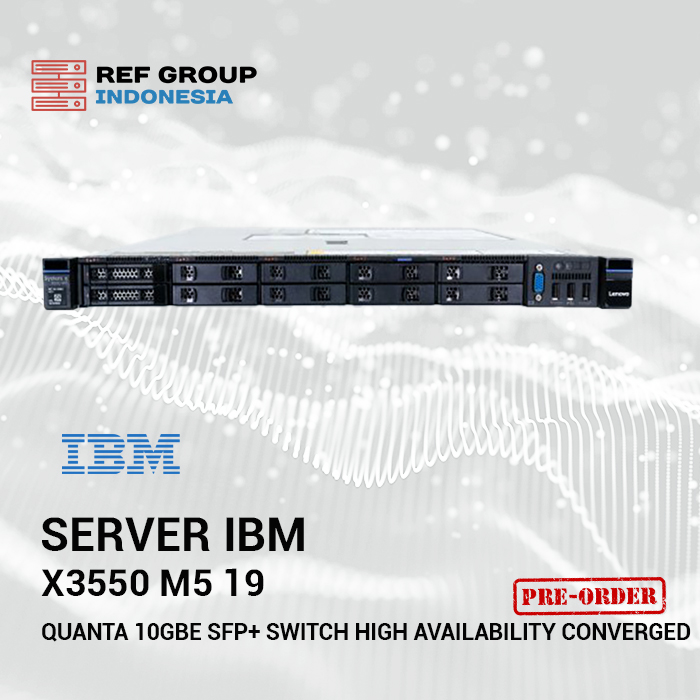 REF GROUP
INDONESIA
System x
Lenovo
IBM
SERVER IBM
X3550 M5 19
PRE-ORDER
QUANTA 10GBE SFP+ SWITCH HIGH AVAILABILITY CONVERGED